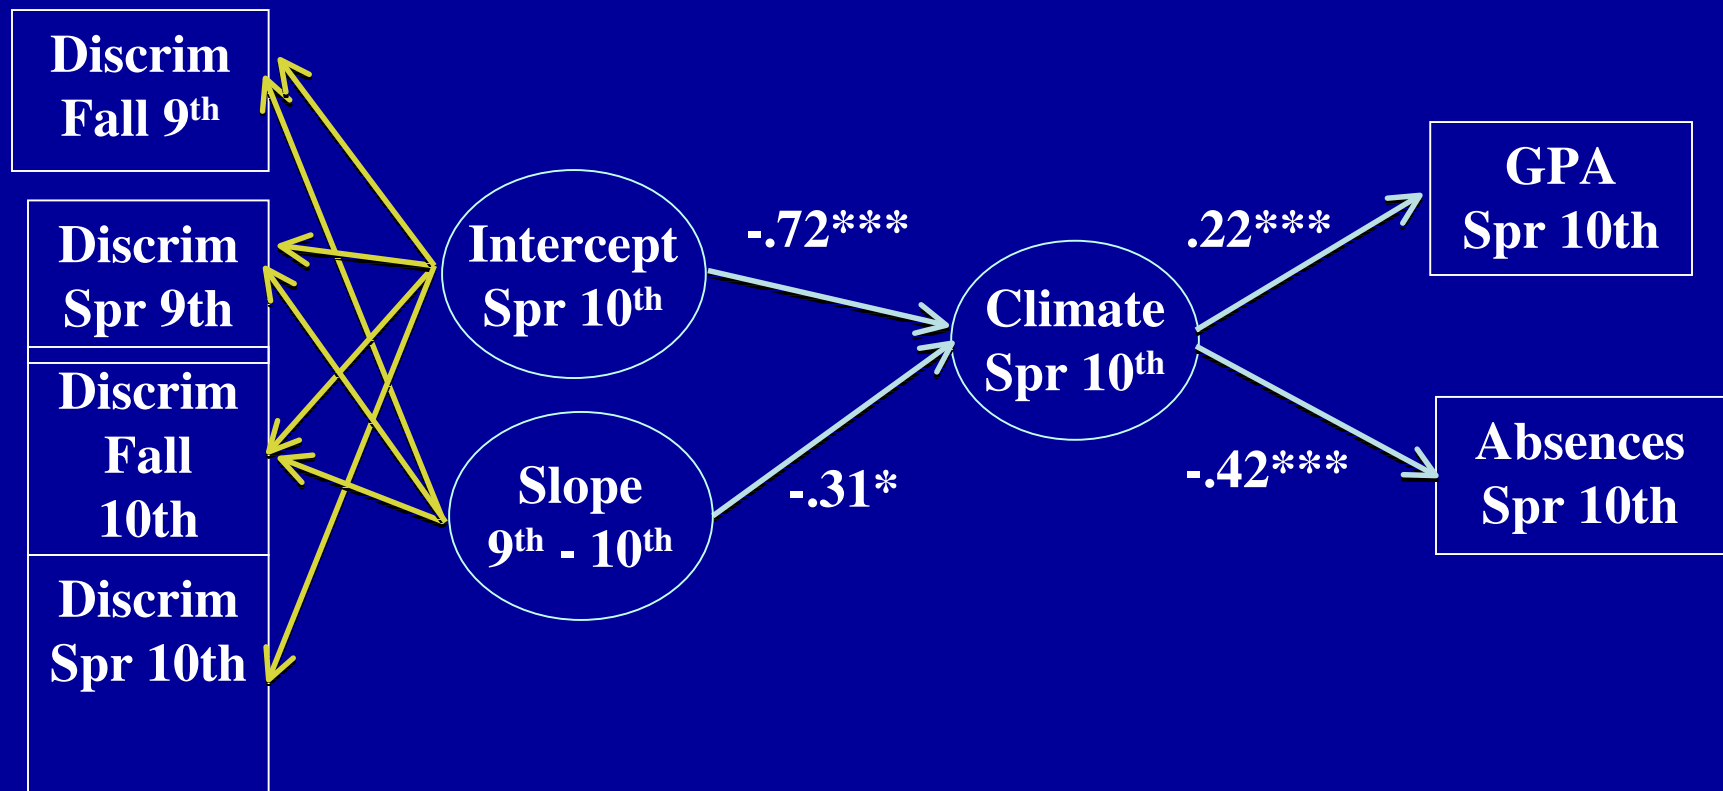 Discrim
Fall 9th
Discrim
Spr 9th
Discrim
Fall
10th
Discrim
Spr 10th
Intercept
Spr 10th
Slope
9th - 10th
-.72***
-.31*
Climate
Spr 10th
.22***
-.42***
GPA
Spr 10th
Absences
Spr 10th